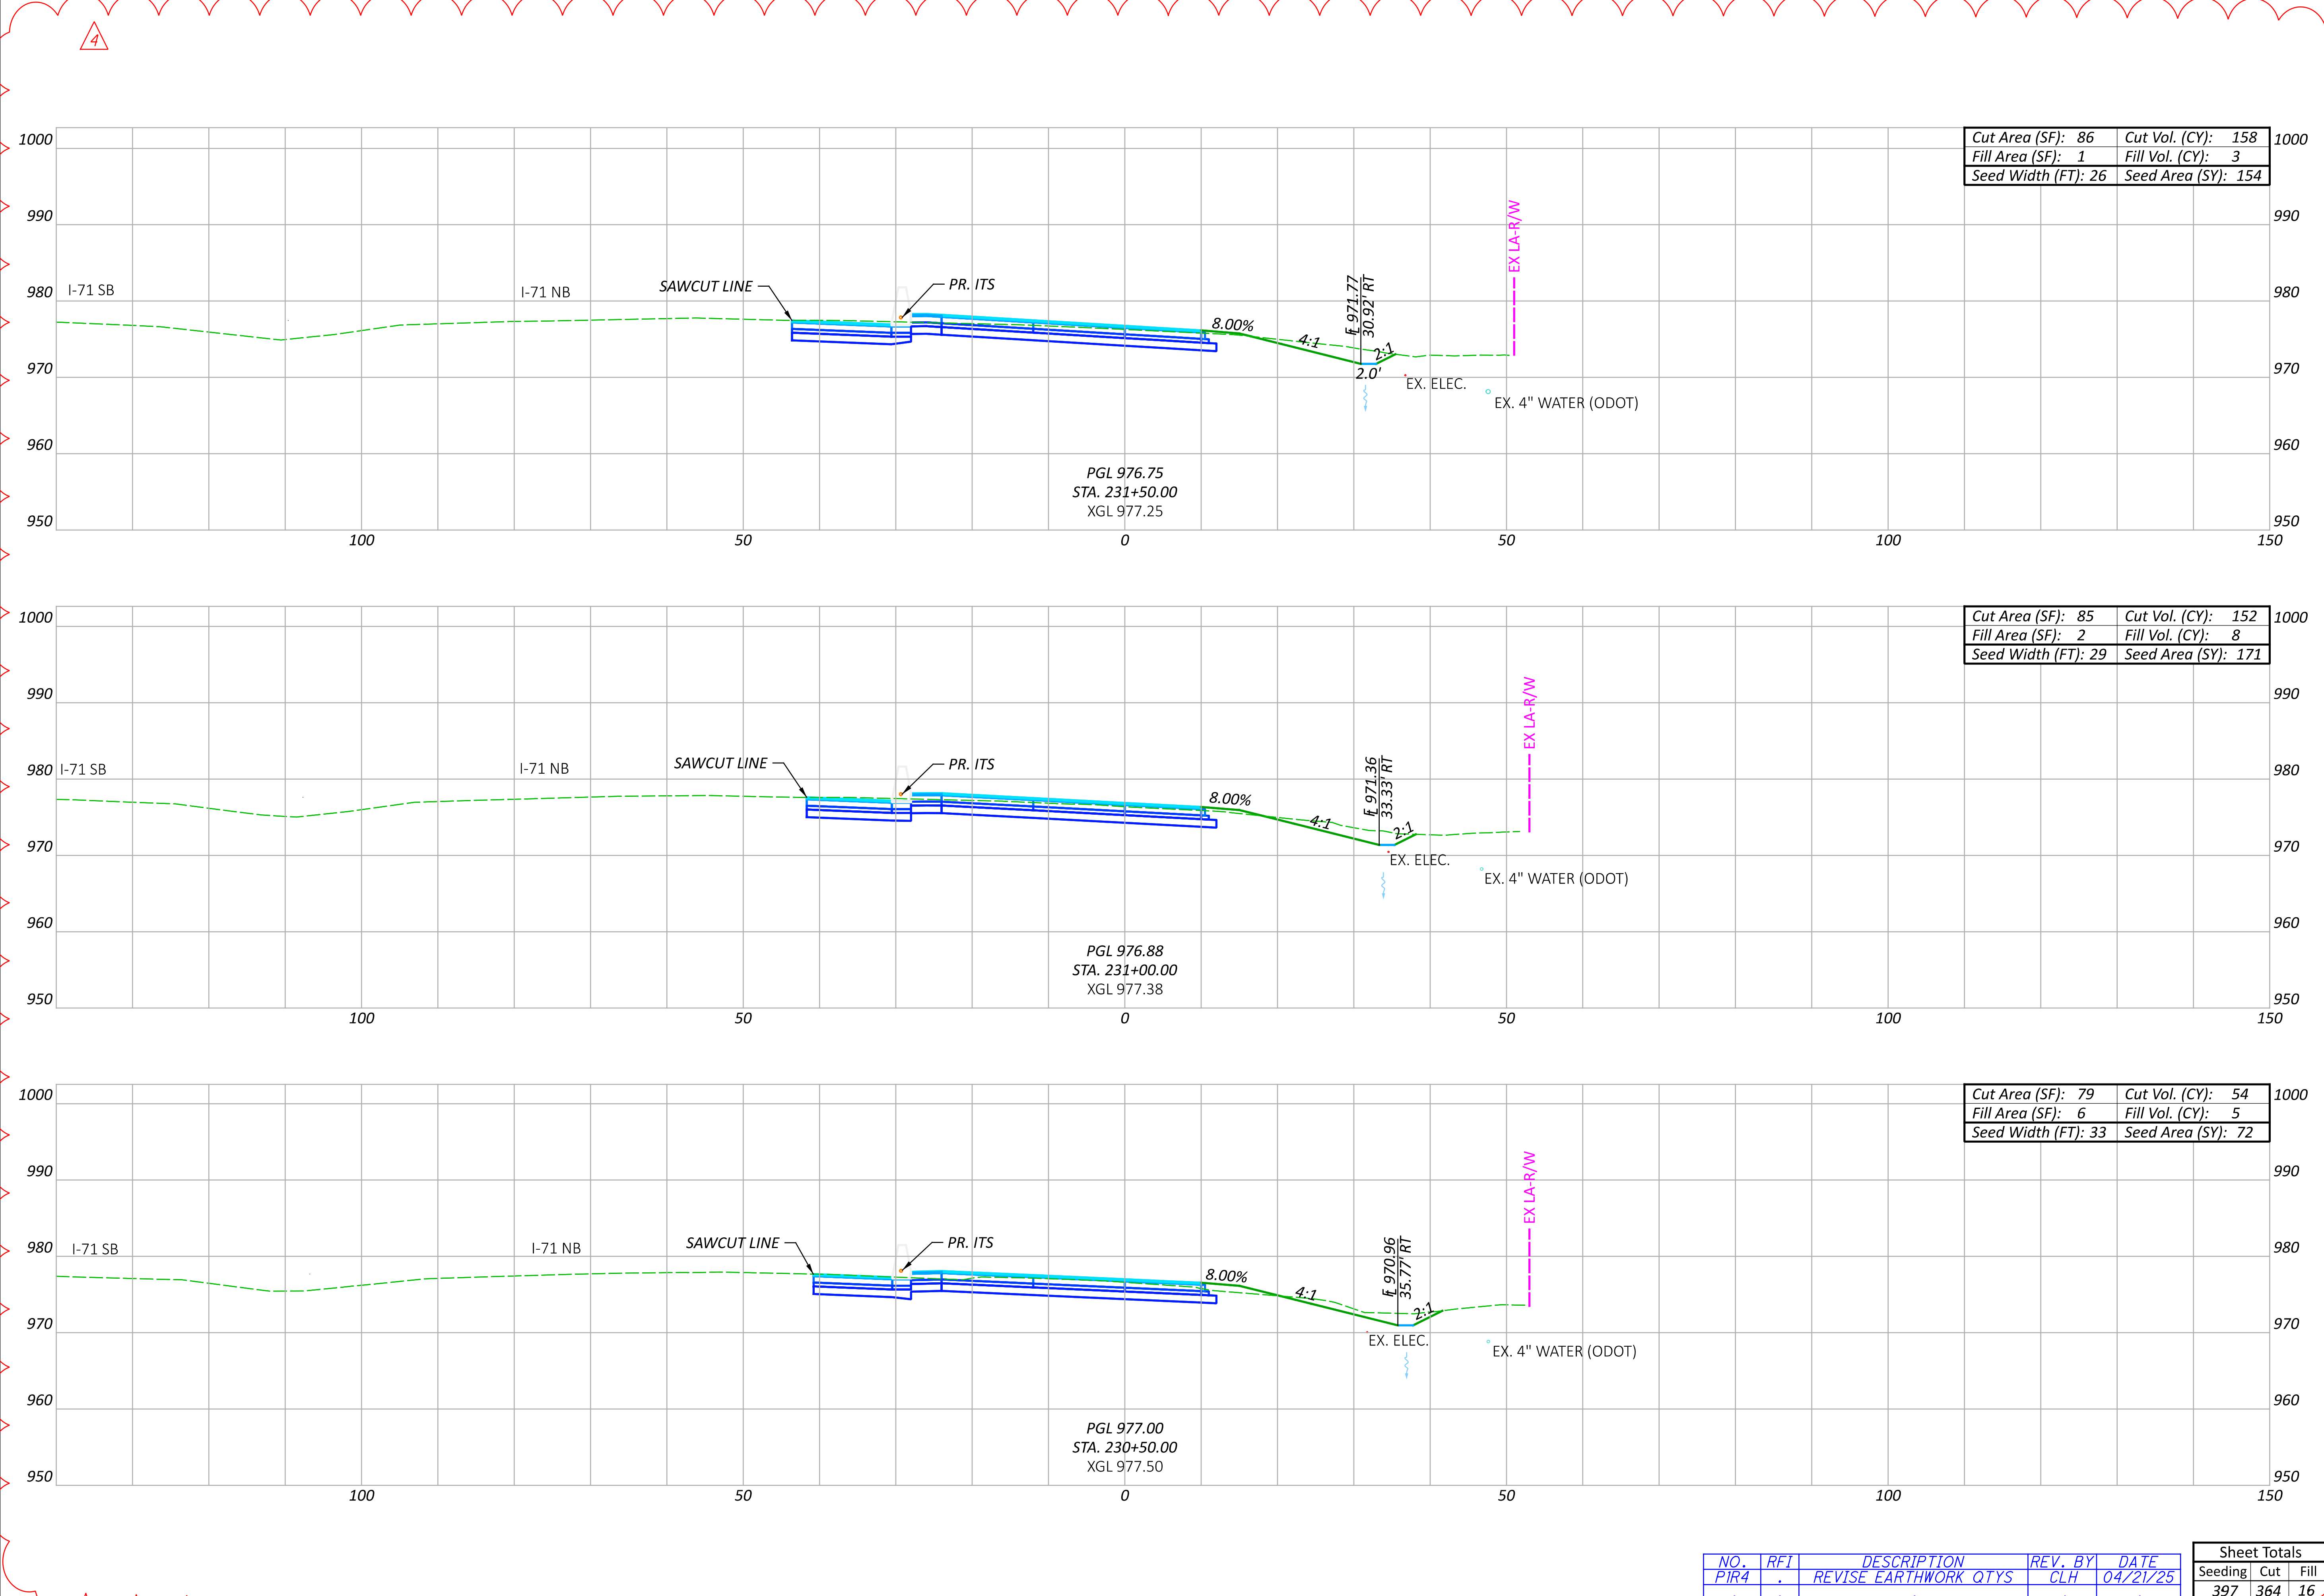 4
1000
Cut Area (SF): 86 Cut Vol. (CY): 158
1000
Fill Area (SF): 1 Fill Vol. (CY): 3
Seed Width (FT): 26 Seed Area (SY): 154
990
EX LA-R/W
990
980
I-71 SB
I-71 NB
SAWCUT LINE
PR. ITS
8.00%
4:1
℄ 971.77
30.92' RT
2:1
980
970
2.0'
EX. ELEC.
EX. 4" WATER (ODOT)
970
960
960
PGL 976.75
STA. 231+50.00
XGL 977.25
950
950
100 50 0 50 100 150
1000
Cut Area (SF): 85 Cut Vol. (CY): 152
1000
Fill Area (SF): 2 Fill Vol. (CY): 8
Seed Width (FT): 29 Seed Area (SY): 171
990
EX LA-R/W
990
980
I-71 SB
I-71 NB
SAWCUT LINE
PR. ITS
8.00%
4:1
℄ 971.36
33.33' RT
2:1
980
970
EX. ELEC.
EX. 4" WATER (ODOT)
970
960
960
PGL 976.88
STA. 231+00.00
XGL 977.38
950
950
100 50 0 50 100 150
1000
Cut Area (SF): 79 Cut Vol. (CY): 54
1000
Fill Area (SF): 6 Fill Vol. (CY): 5
Seed Width (FT): 33 Seed Area (SY): 72
990
EX LA-R/W
990
980
I-71 SB
I-71 NB
SAWCUT LINE
PR. ITS
8.00%
4:1
℄ 970.96
35.77' RT
2:1
980
970
EX. ELEC.
EX. 4" WATER (ODOT)
970
960
960
PGL 977.00
STA. 230+50.00
XGL 977.50
950
950
100 50 0 50 100 150
NO. RFI DESCRIPTION REV. BY DATE
P1R4 . REVISE EARTHWORK QTYS CLH 04/21/25
Sheet Totals
Seeding Cut Fill
397 364 16